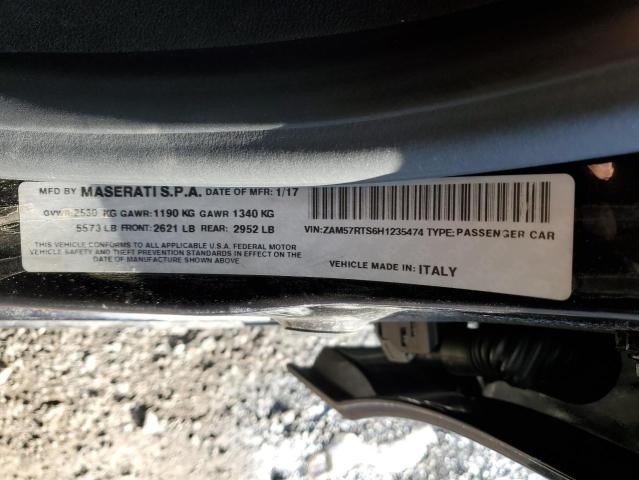 MFD BY MASERATI S.P.A. DATE OF MFR: 1/17
GVWR:2530 KG GAWR:1190 KG GAWR 1340 KG
5573 LB FRONT:2621 LB REAR: 2952 LB
THIS VEHICLE CONFORMS TO ALL APPLICABLE U.S.A. FEDERAL MOTOR
VEHICLE SAFETY AND THEFT PREVENTION STANDARDS IN EFFECT ON THE
DATE OF MANUFACTURE SHOWN ABOVE
VIN:ZAM57RTS6H1235474 TYPE:PASSENGER CAR
VEHICLE MADE IN: ITALY